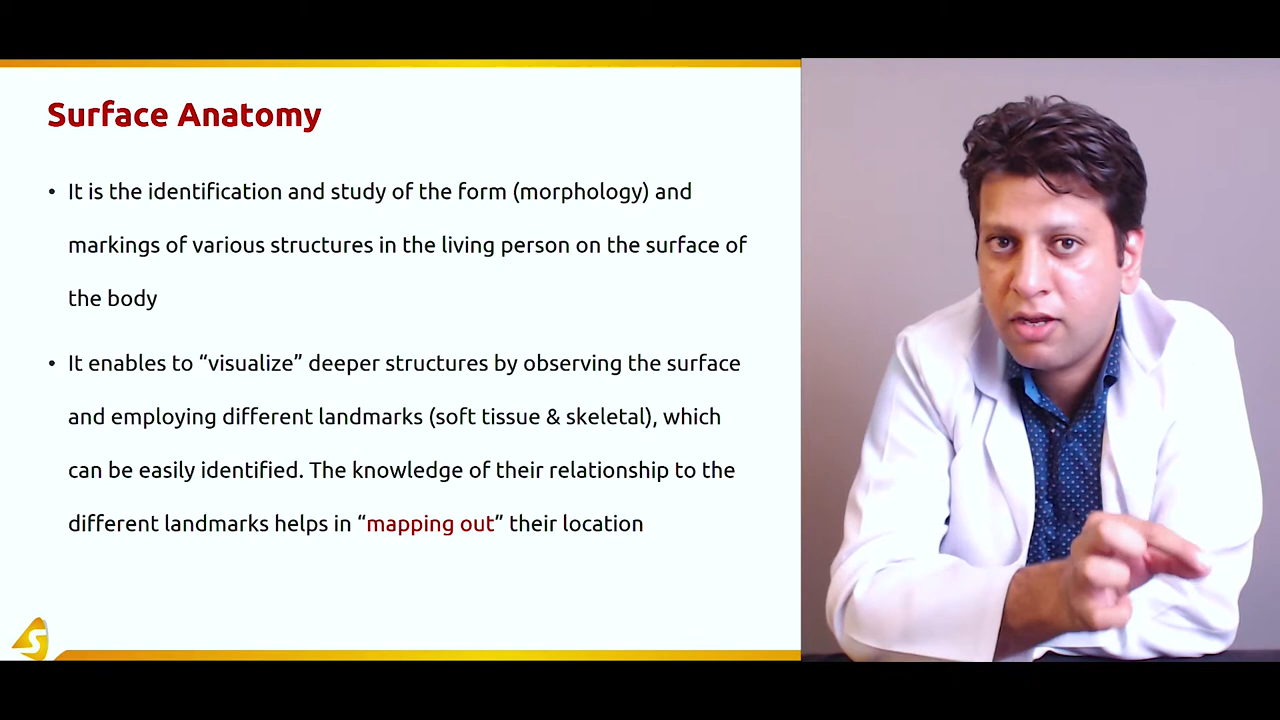 Surface Anatomy
• It is the identification and study of the form (morphology) and
markings of various structures in the living person on the surface of
the body
• It enables to “visualize” deeper structures by observing the surface
and employing different landmarks (soft tissue & skeletal), which
can be easily identified. The knowledge of their relationship to the
different landmarks helps in “mapping out” their location
S